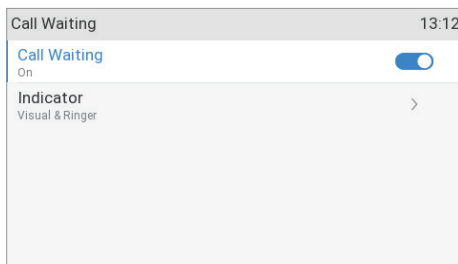 Call Waiting 13:12
Call Waiting
On
Indicator
Visual & Ringer